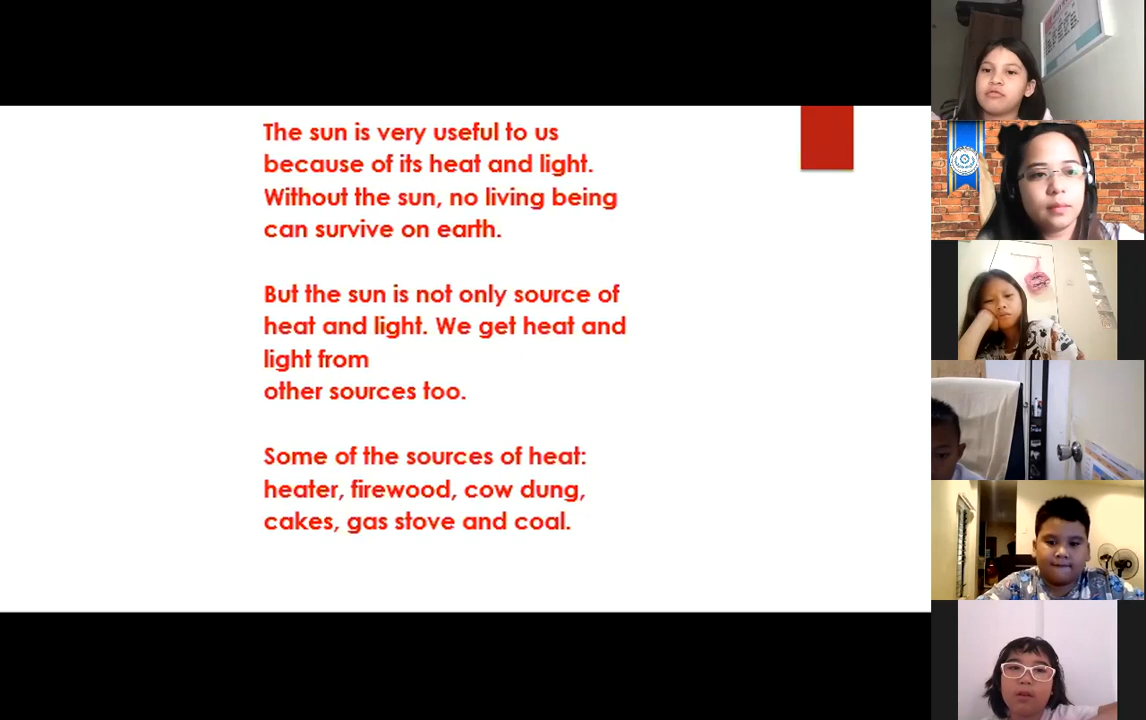 The sun is very useful to us
because of its heat and light.
Without the sun, no living being
can survive on earth.
But the sun is not only source of
heat and light. We get heat and
light from
other sources too.
Some of the sources of heat:
heater, firewood, cow dung,
cakes, gas stove and coal.